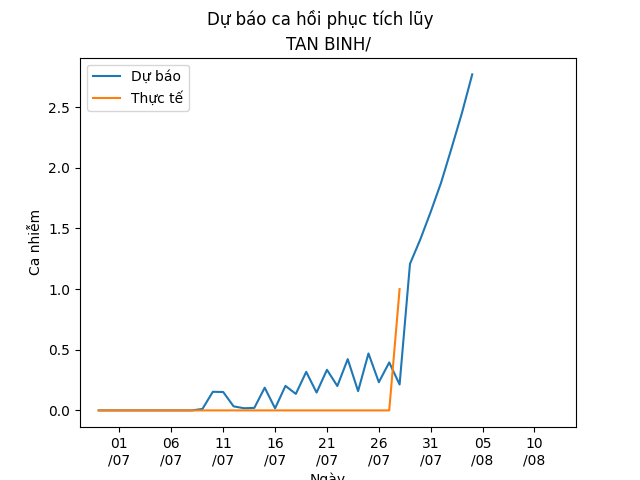 Dự báo ca hồi phục tích lũy
TAN BINH/
Dự báo
Thực tế
Ca nhiễm
2.5
2.0
1.5
1.0
0.5
0.0
01 06 11 16 21 26 31 05 10
/07 /07 /07 /07 /07 /07 /07 /08 /08
Ngày